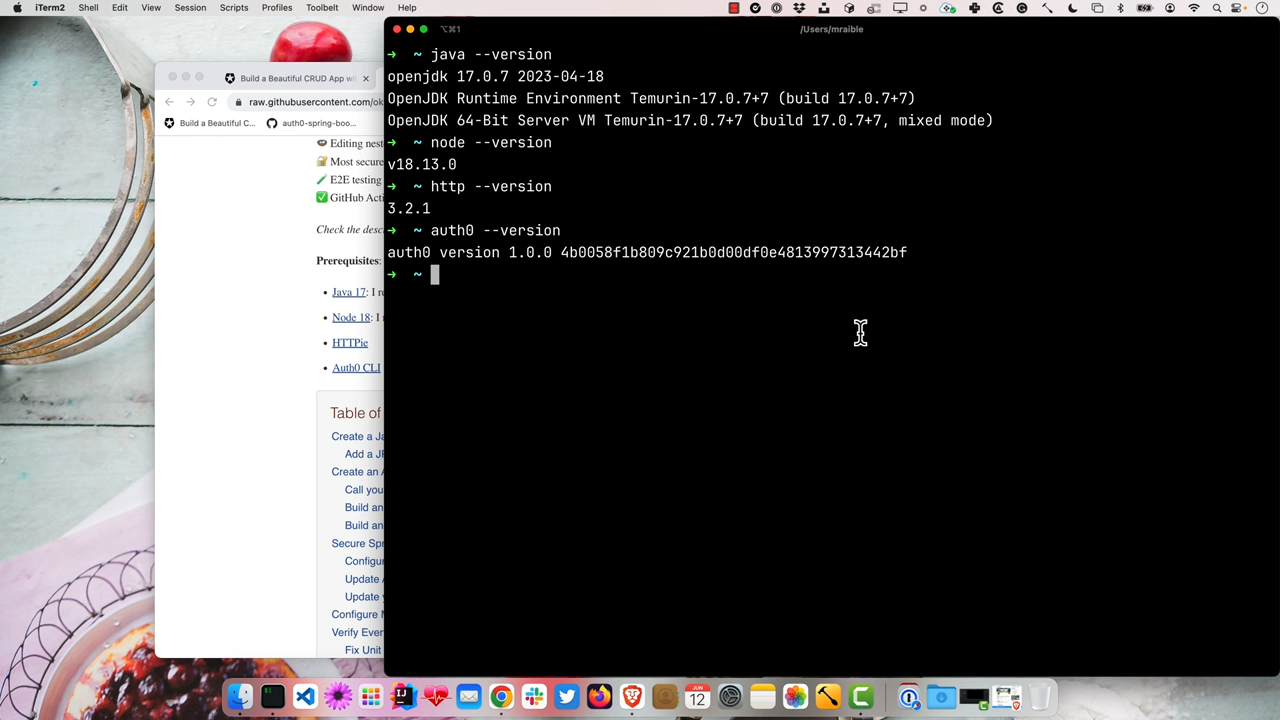 iTerm2 Shell Edit View Session Scripts Profiles Toolbelt Window Help
⌥⌘1 /Users/mraible
→ ~ java --version
openjdk 17.0.7 2023-04-18
OpenJDK Runtime Environment Temurin-17.0.7+7 (build 17.0.7+7)
OpenJDK 64-Bit Server VM Temurin-17.0.7+7 (build 17.0.7+7, mixed mode)
→ ~ node --version
v18.13.0
→ ~ http --version
3.2.1
→ ~ auth0 --version
auth0 version 1.0.0 4b0058f1b809c921b0d00df0e4813997313442bf
→ ~
Build a Beautiful CRUD App wi
raw.githubusercontent.com/ok
Build a Beautiful C... auth0-spring-boo...
Editing nest
Most secure
E2E testing
GitHub Acti
Check the desc
Prerequisites:
• Java 17: I re
• Node 18: I
• HTTPie
• Auth0 CLI
Table of
Create a Ja
Add a JF
Create an A
Call you
Build an
Build an
Secure Spr
Configur
Update A
Update y
Configure M
Verify Ever
Fix Unit
JUN
12